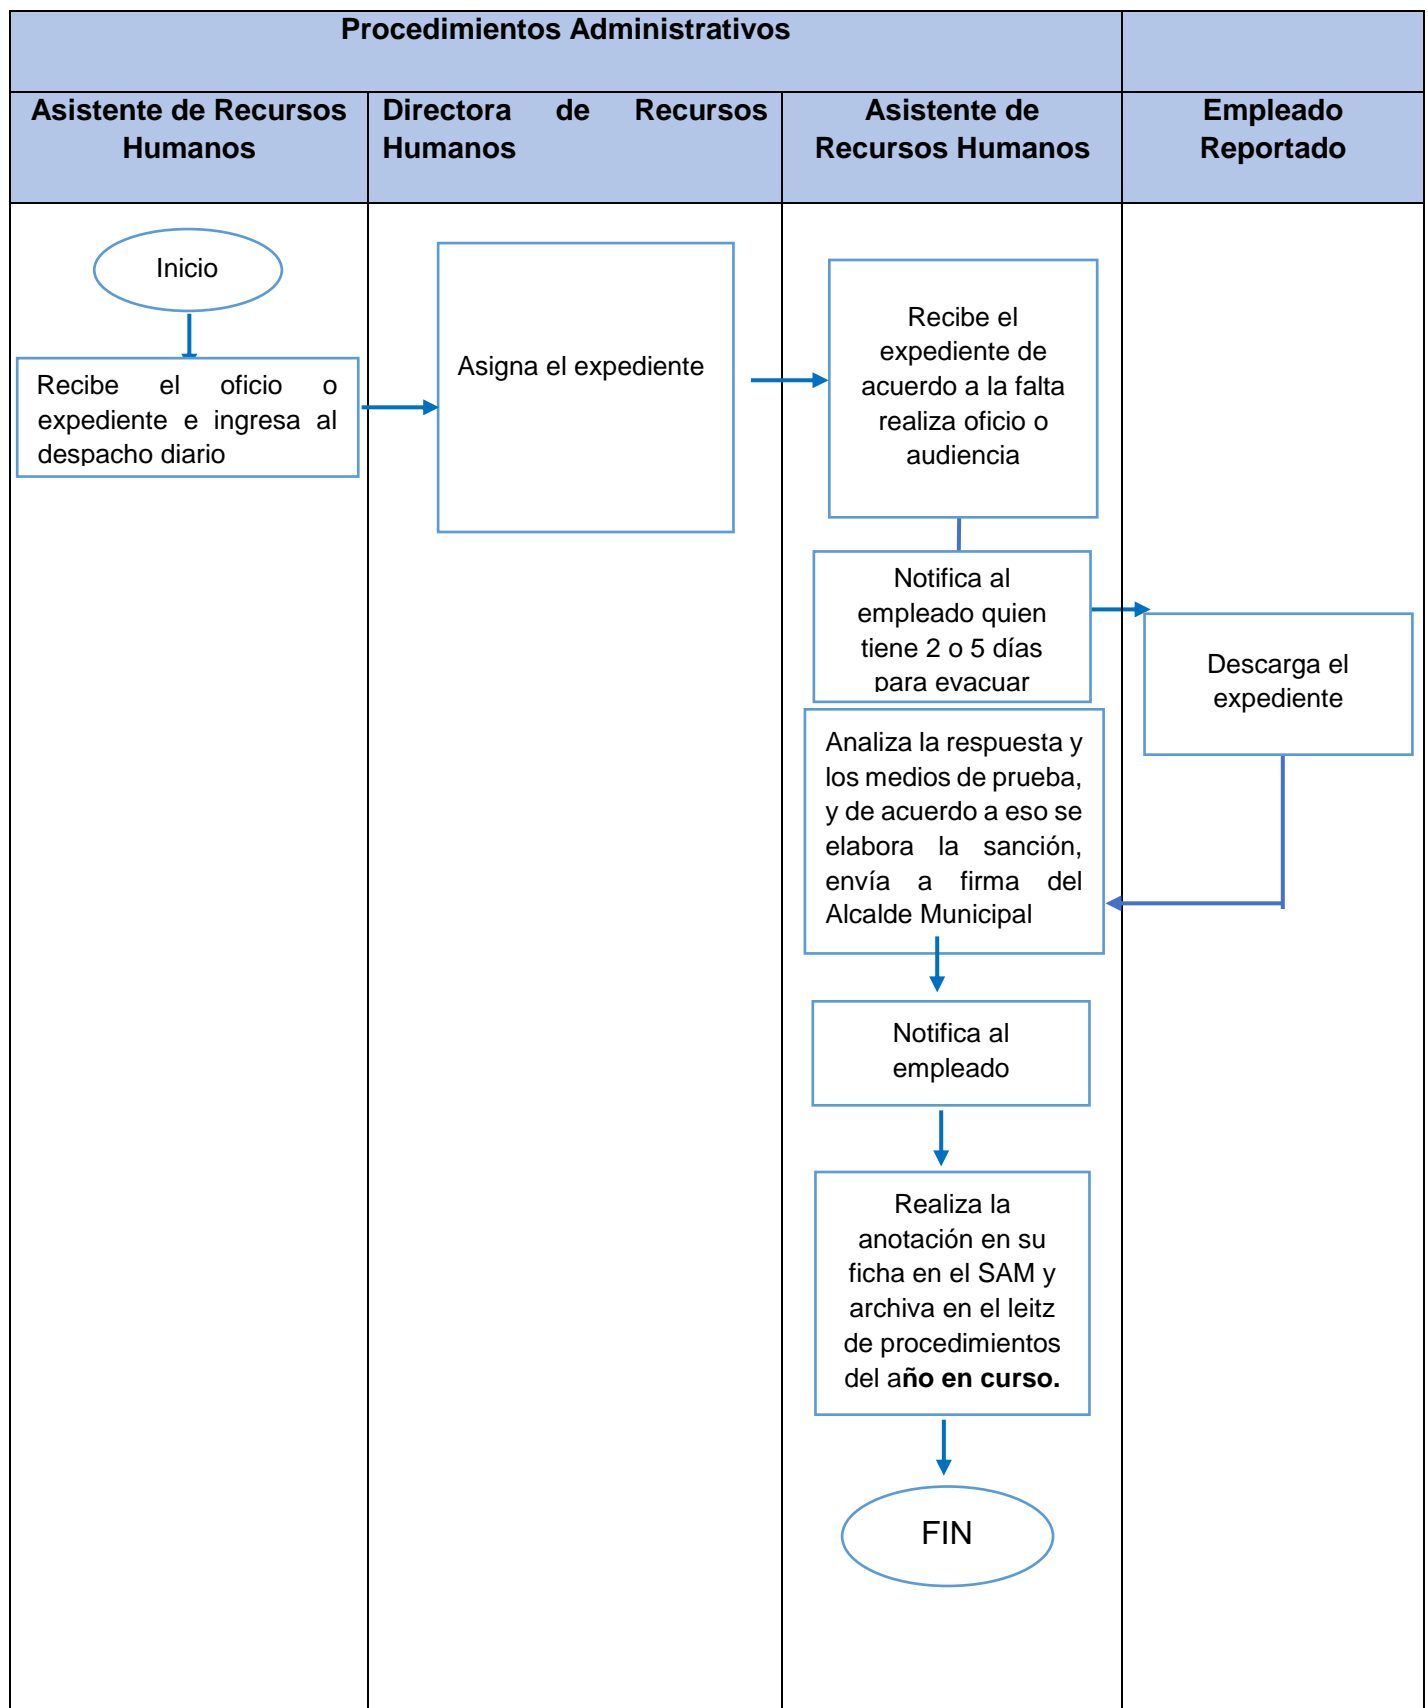 Procedimientos Administrativos
Asistente de Recursos
Humanos
Directora de Recursos
Humanos
Asistente de
Recursos Humanos
Empleado
Reportado
Inicio
Recibe el oficio o
expediente e ingresa al
despacho diario
Asigna el expediente
Recibe el
expediente de
acuerdo a la falta
realiza oficio o
audiencia
Notifica al
empleado quien
tiene 2 o 5 días
para evacuar
Descarga el
expediente
Analiza la respuesta y
los medios de prueba,
y de acuerdo a eso se
elabora la sanción,
envía a firma del
Alcalde Municipal
Notifica al
empleado
Realiza la
anotación en su
ficha en el SAM y
archiva en el leitz
de procedimientos
del año en curso.
FIN